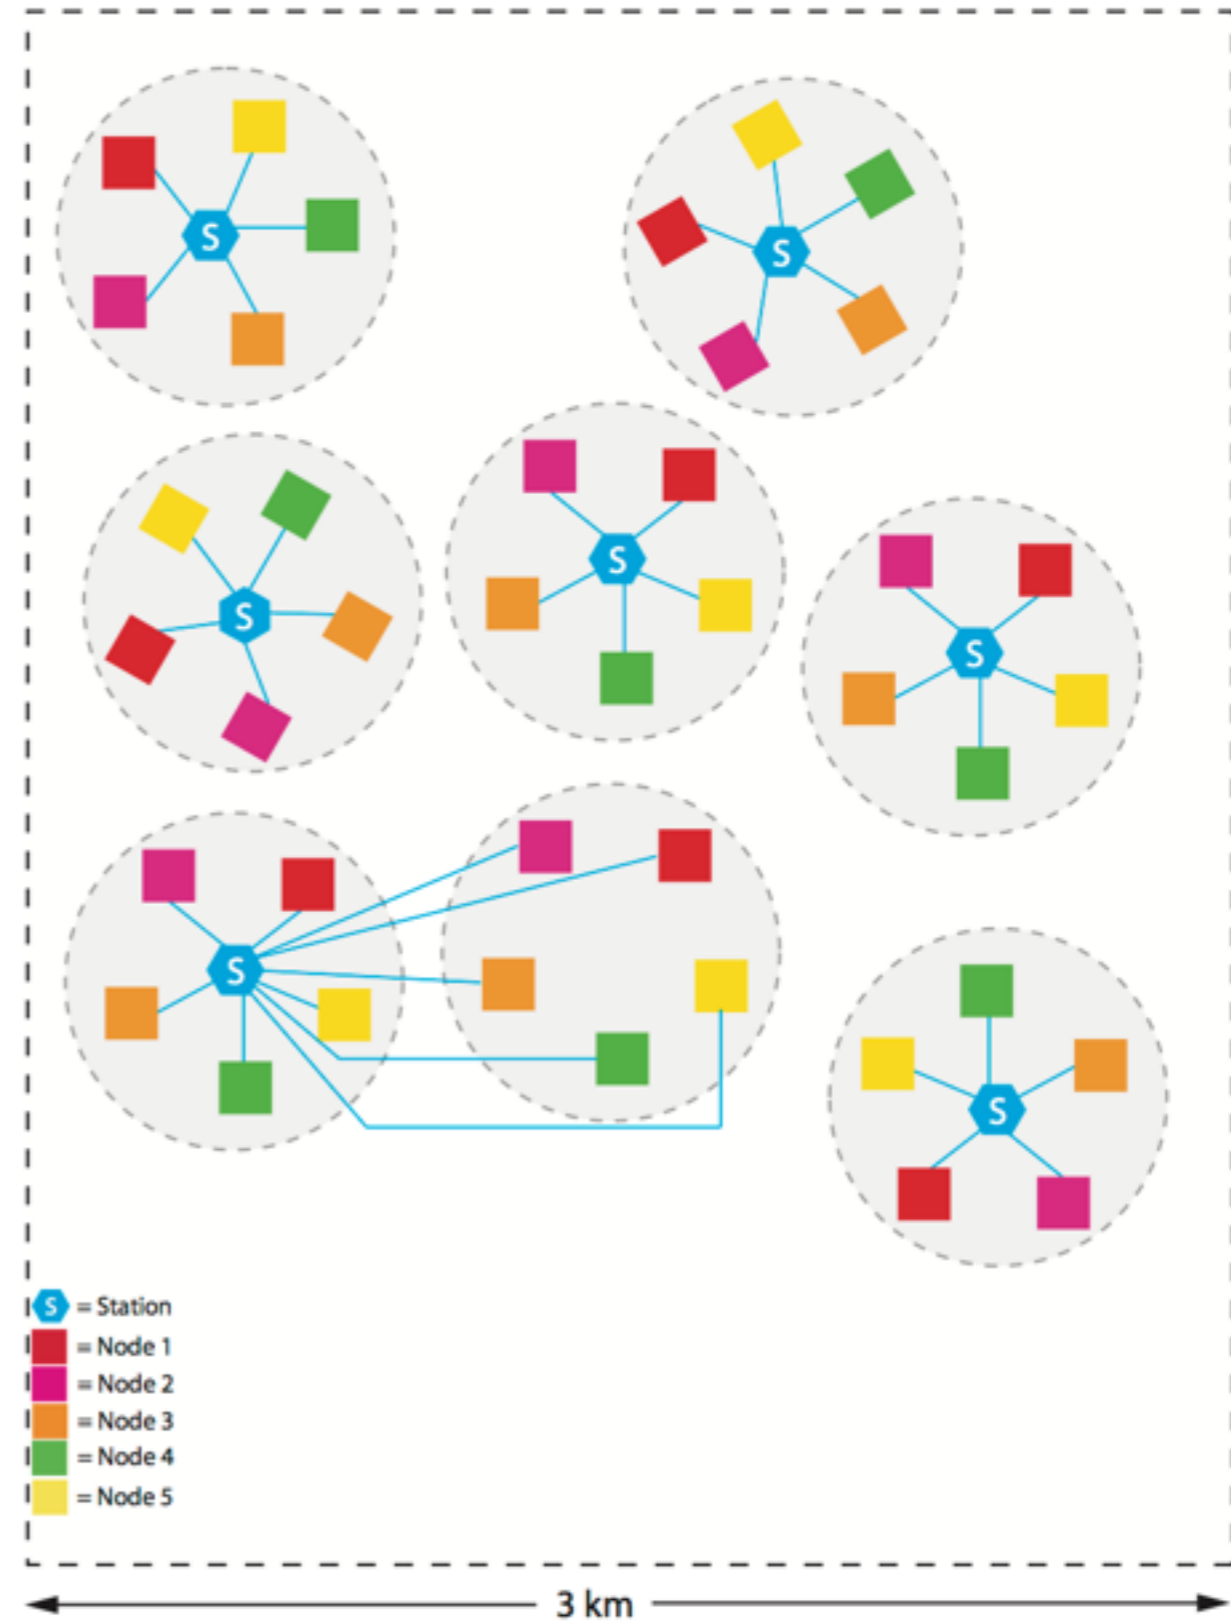 S
S
S
S
S
S
S
S = Station
= Node 1
= Node 2
= Node 3
= Node 4
= Node 5
3 km